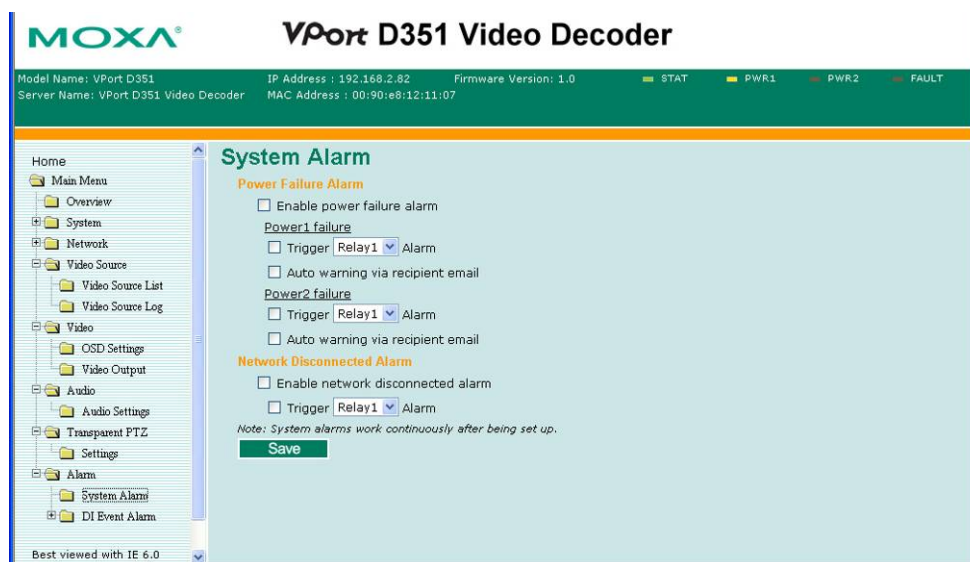 MOXA®
VPort D351 Video Decoder
Model Name: VPort D351
IP Address : 192.168.2.82
Firmware Version: 1.0
STAT
PWR1
PWR2
FAULT
Server Name: VPort D351 Video Decoder
MAC Address : 00:90:e8:12:11:07
Home
Main Menu
Overview
System
Network
Video Source
Video Source List
Video Source Log
Video
OSD Settings
Video Output
Audio
Audio Settings
Transparent PTZ
Settings
Alarm
System Alarm
DI Event Alarm
Best viewed with IE 6.0
System Alarm
Power Failure Alarm
Enable power failure alarm
Power1 failure
Trigger Relay1 Alarm
Auto warning via recipient email
Power2 failure
Trigger Relay1 Alarm
Auto warning via recipient email
Network Disconnected Alarm
Enable network disconnected alarm
Trigger Relay1 Alarm
Note: System alarms work continuously after being set up.
Save